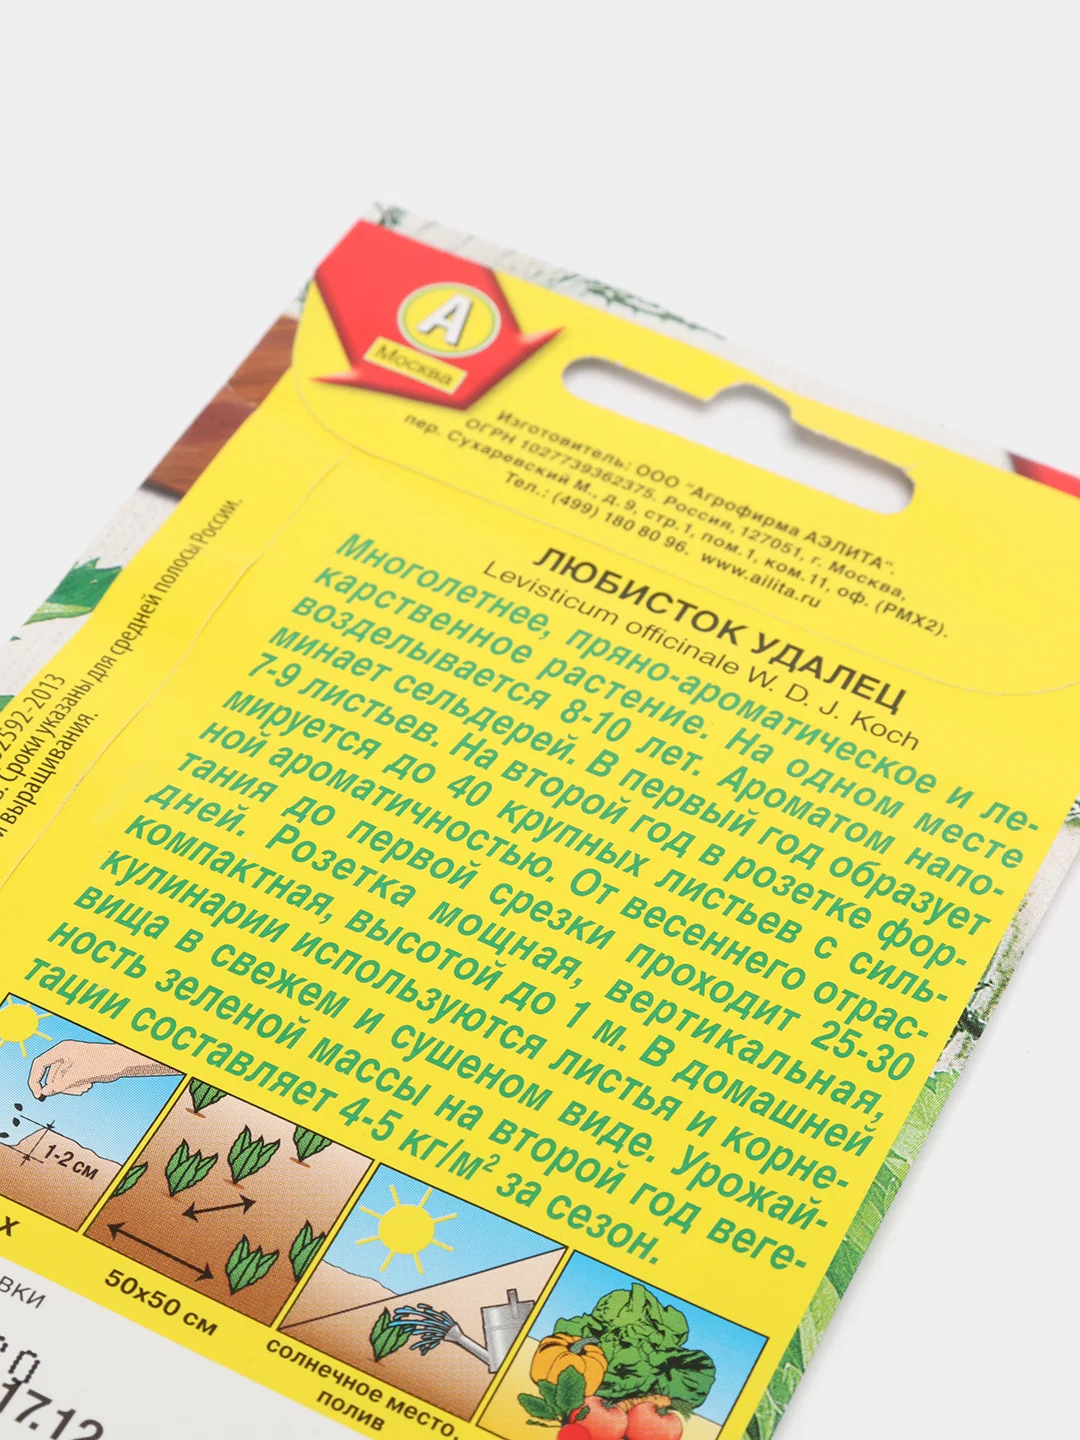 А
Москва
Изготовитель: ООО "Агрофирма АЭЛИТА".
ОГРН 1027739362375. Россия, 127051, г. Москва,
пер. Сухаревский М., д. 9, стр.1, пом.1, ком.11, оф. (РМХ2).
Тел.: (499) 180 80 96. www.ailita.ru
ЛЮБИСТОК УДАЛЕЦ
Levisticum officinale W. D. J. Koch
Многолетнее, пряно-ароматическое и ле-
карственное растение. На одном месте
возделывается 8-10 лет. Ароматом напо-
минает сельдерей. В первый год образует
7-9 листьев. На второй год в розетке фор-
мируется до 40 крупных листьев с силь-
ной ароматичностью. От весеннего отрас-
тания до первой срезки проходит 25-30
дней. Розетка мощная, вертикальная,
компактная, высотой до 1 м. В домашней
кулинарии используются листья и корне-
вища в свежем и сушеном виде. Урожай-
ность зеленой массы на второй год веге-
тации составляет 4-5 кг/м² за сезон.
2592-2013
Сроки указаны для средней полосы России.
выращивания.
1-2 см
50х50 см
солнечное место,
полив
17.12